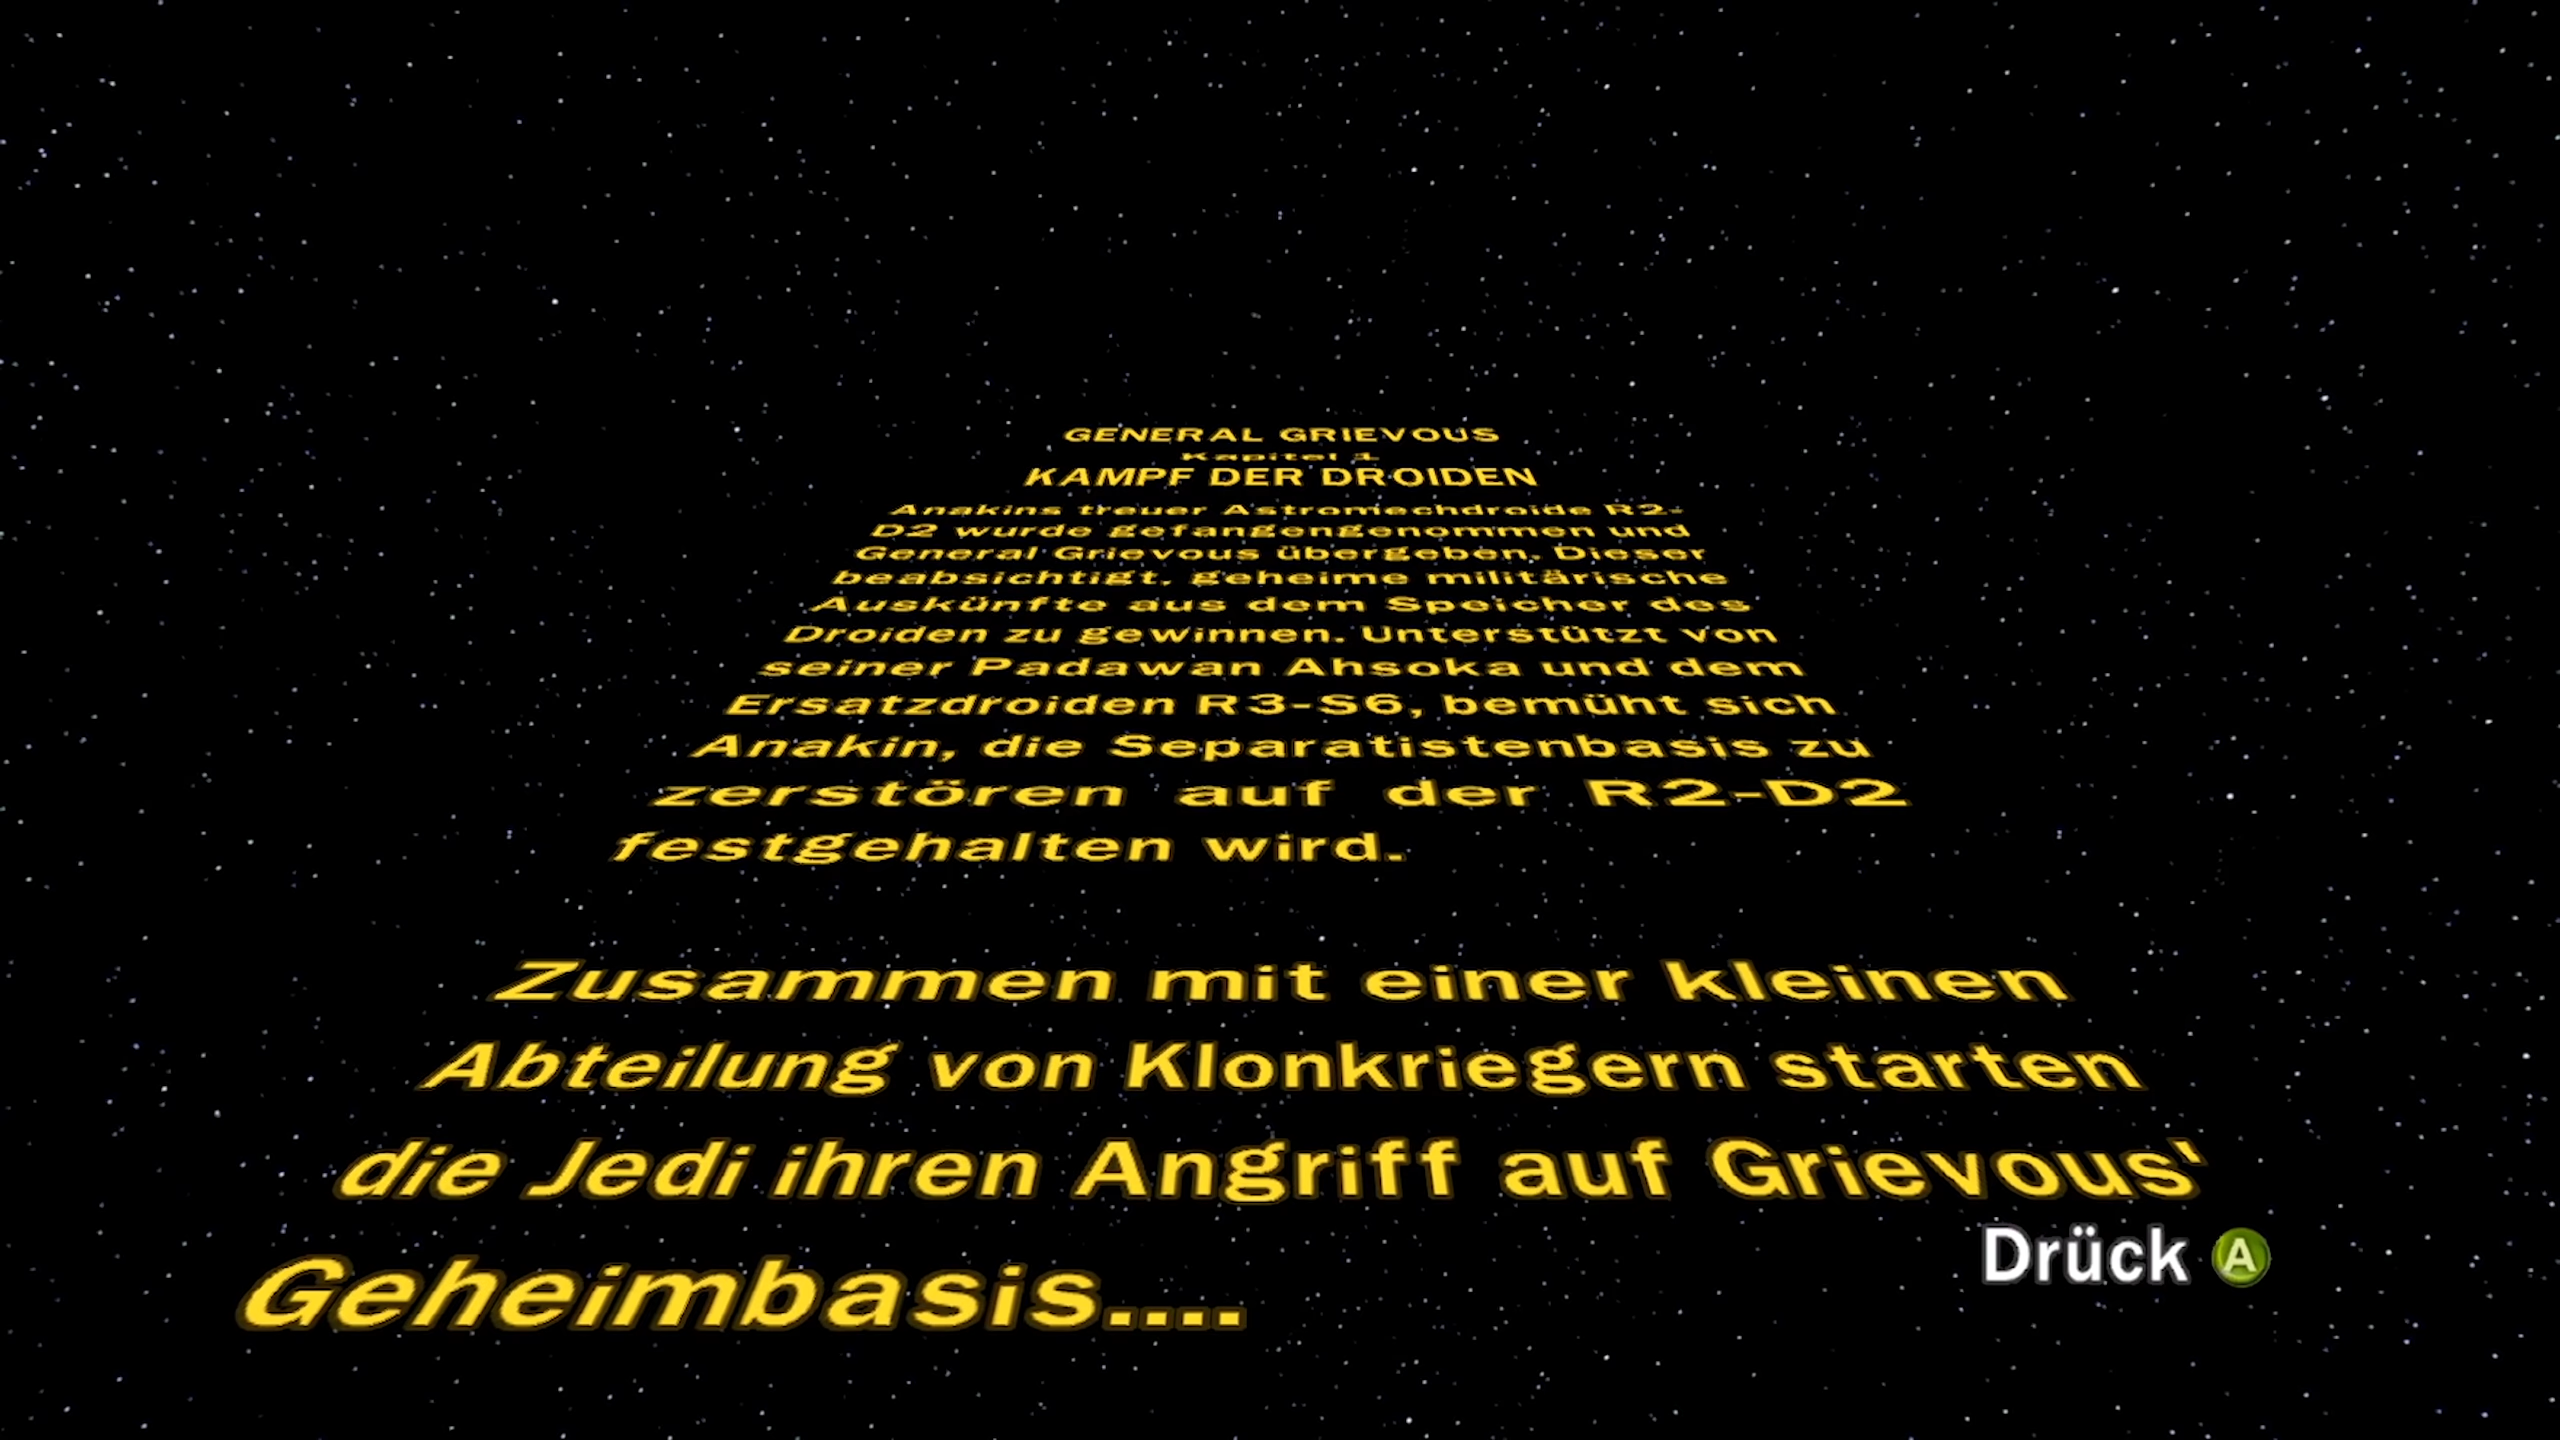 GENERAL GRIEVOUS
Kapitel 1
KAMPF DER DROIDEN
Anakins treuer Astromechdroide R2-
D2 wurde gefangengenommen und
General Grievous übergeben. Dieser
beabsichtigt, geheime militärische
Auskünfte aus dem Speicher des
Droiden zu gewinnen. Unterstützt von
seiner Padawan Ahsoka und dem
Ersatzdroiden R3-S6, bemüht sich
Anakin, die Separatistenbasis zu
zerstören auf der R2-D2
festgehalten wird.
Zusammen mit einer kleinen
Abteilung von Klonkriegern starten
die Jedi ihren Angriff auf Grievous'
Geheimbasis....
Drück A